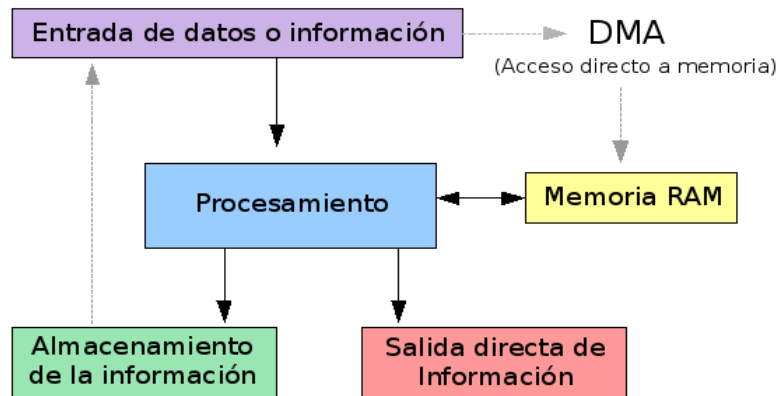 Entrada de datos o información
DMA
(Acceso directo a memoria)
Procesamiento
Memoria RAM
Almacenamiento
de la información
Salida directa de
Información